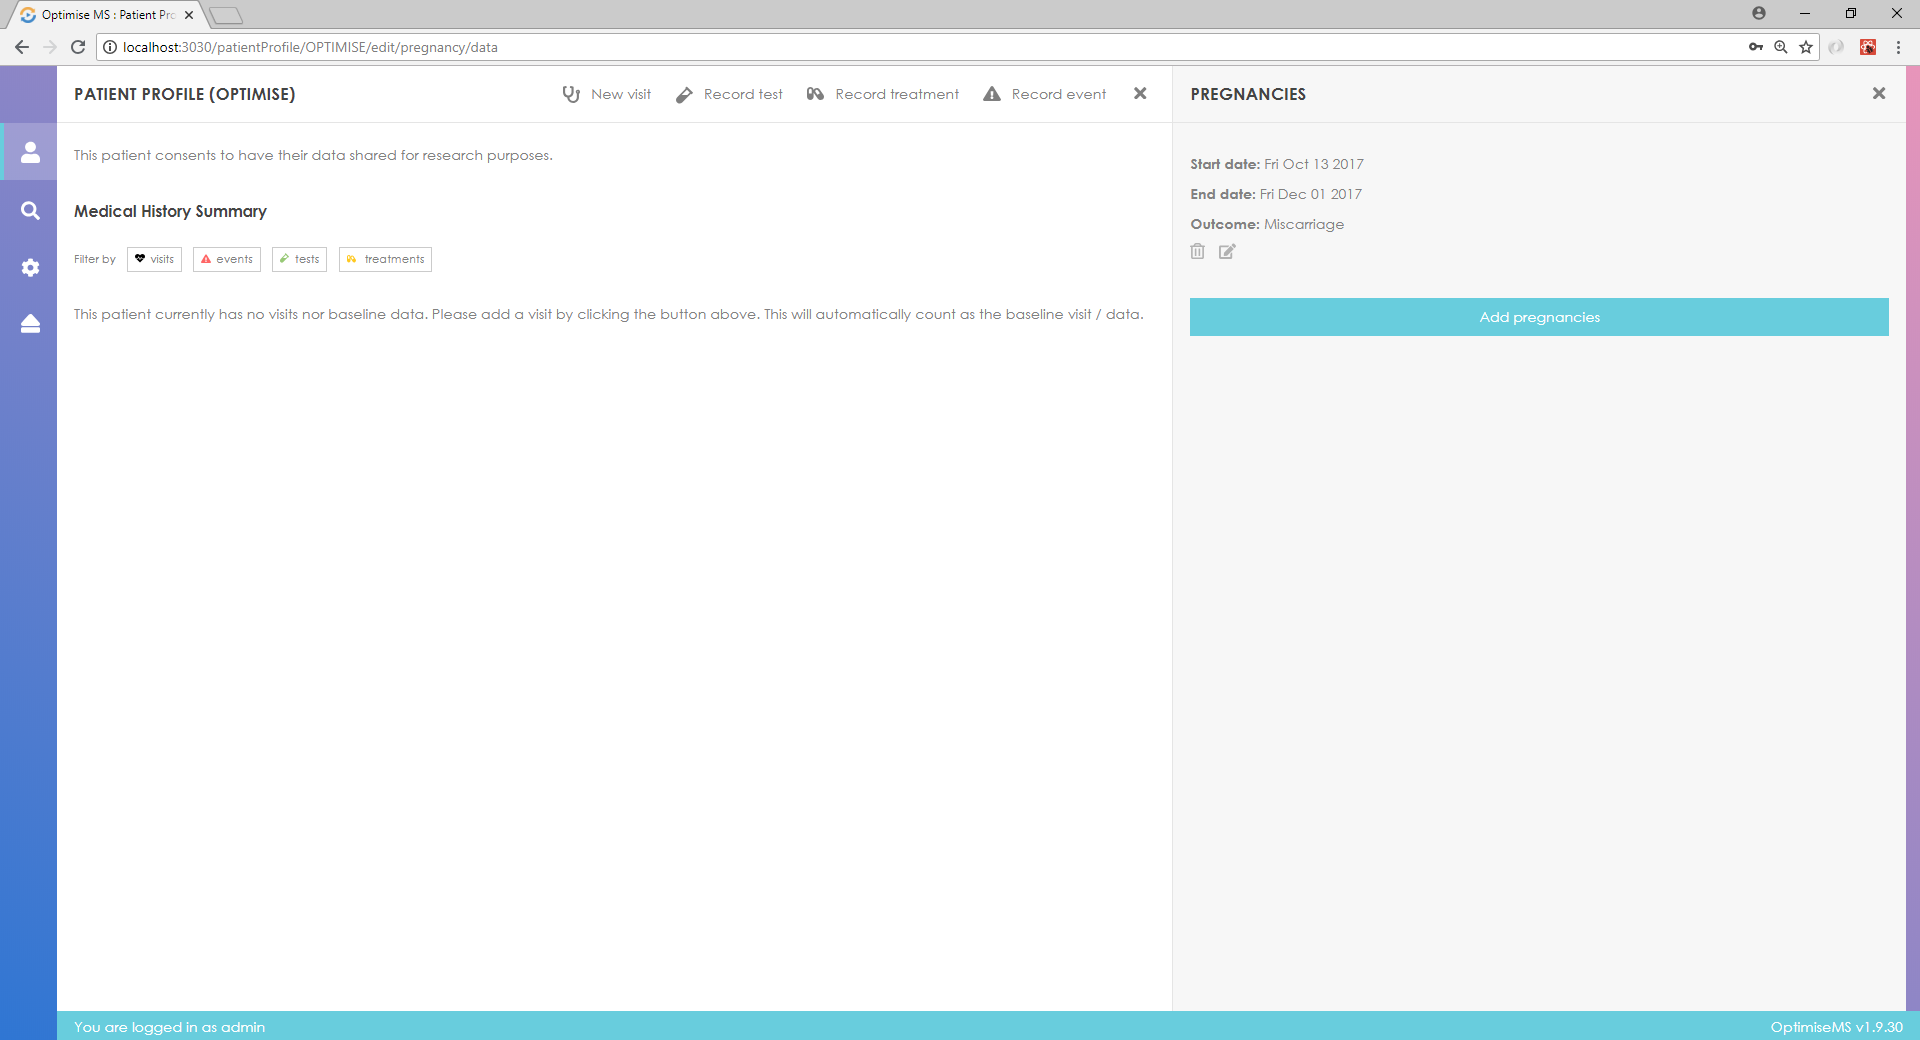 Optimise MS : Patient Pro
localhost:3030/patientProfile/OPTIMISE/edit/pregnancy/data
PATIENT PROFILE (OPTIMISE)
New visit
Record test
Record treatment
Record event
This patient consents to have their data shared for research purposes.
Medical History Summary
Filter by visits events tests treatments
This patient currently has no visits nor baseline data. Please add a visit by clicking the button above. This will automatically count as the baseline visit / data.
PREGNANCIES
Start date: Fri Oct 13 2017
End date: Fri Dec 01 2017
Outcome: Miscarriage
Add pregnancies
You are logged in as admin
OptimiseMS v1.9.30